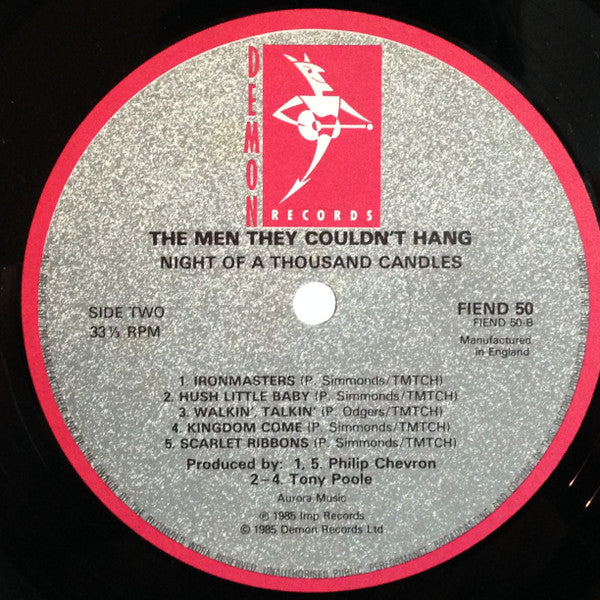 DEMON
RECORDS
THE MEN THEY COULDN'T HANG
NIGHT OF A THOUSAND CANDLES
SIDE TWO
33⅓ RPM
FIEND 50
FIEND 50-B
Manufactured
in England
1. IRONMASTERS (P. Simmonds/TMTCH)
2. HUSH LITTLE BABY (P. Simmonds/TMTCH)
3. WALKIN', TALKIN' (P. Odgers/TMTCH)
4. KINGDOM COME (P. Simmonds/TMTCH)
5. SCARLET RIBBONS (P. Simmonds/TMTCH)
Produced by: 1, 5. Philip Chevron
2–4. Tony Poole
Aurora Music
℗ 1985 Imp Records
© 1985 Demon Records Ltd
RESERVED UNAUTHORISED PUBLIC